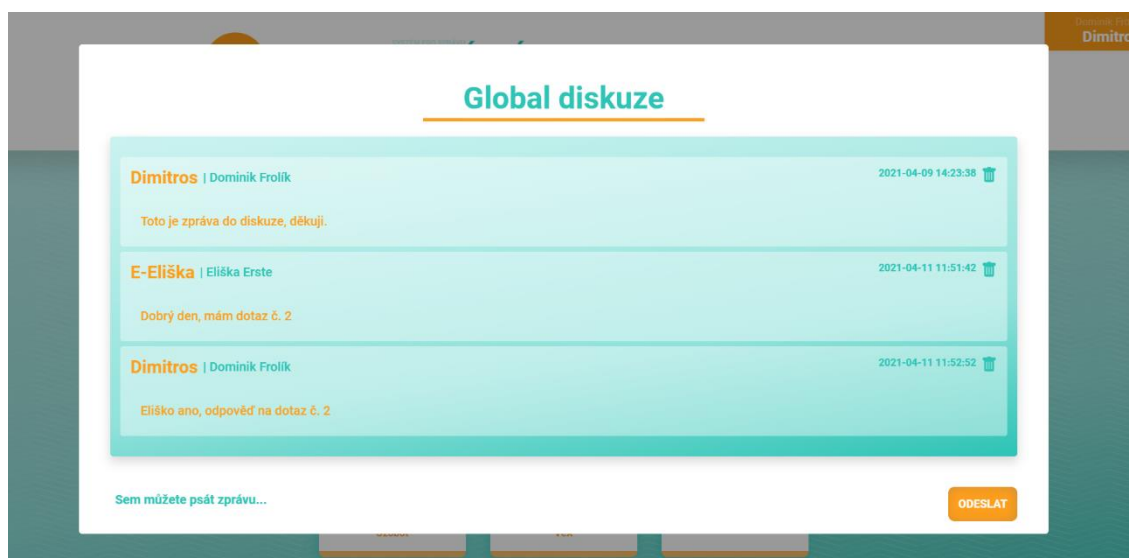 Dominik Fro
Dimitro
Global diskuze
Dimitros | Dominik Frolík
2021-04-09 14:23:38
Toto je zpráva do diskuze, děkuji.
E-Eliška | Eliška Erste
2021-04-11 11:51:42
Dobrý den, mám dotaz č. 2
Dimitros | Dominik Frolík
2021-04-11 11:52:52
Eliško ano, odpověď na dotaz č. 2
Sem můžete psát zprávu...
ODESLAT